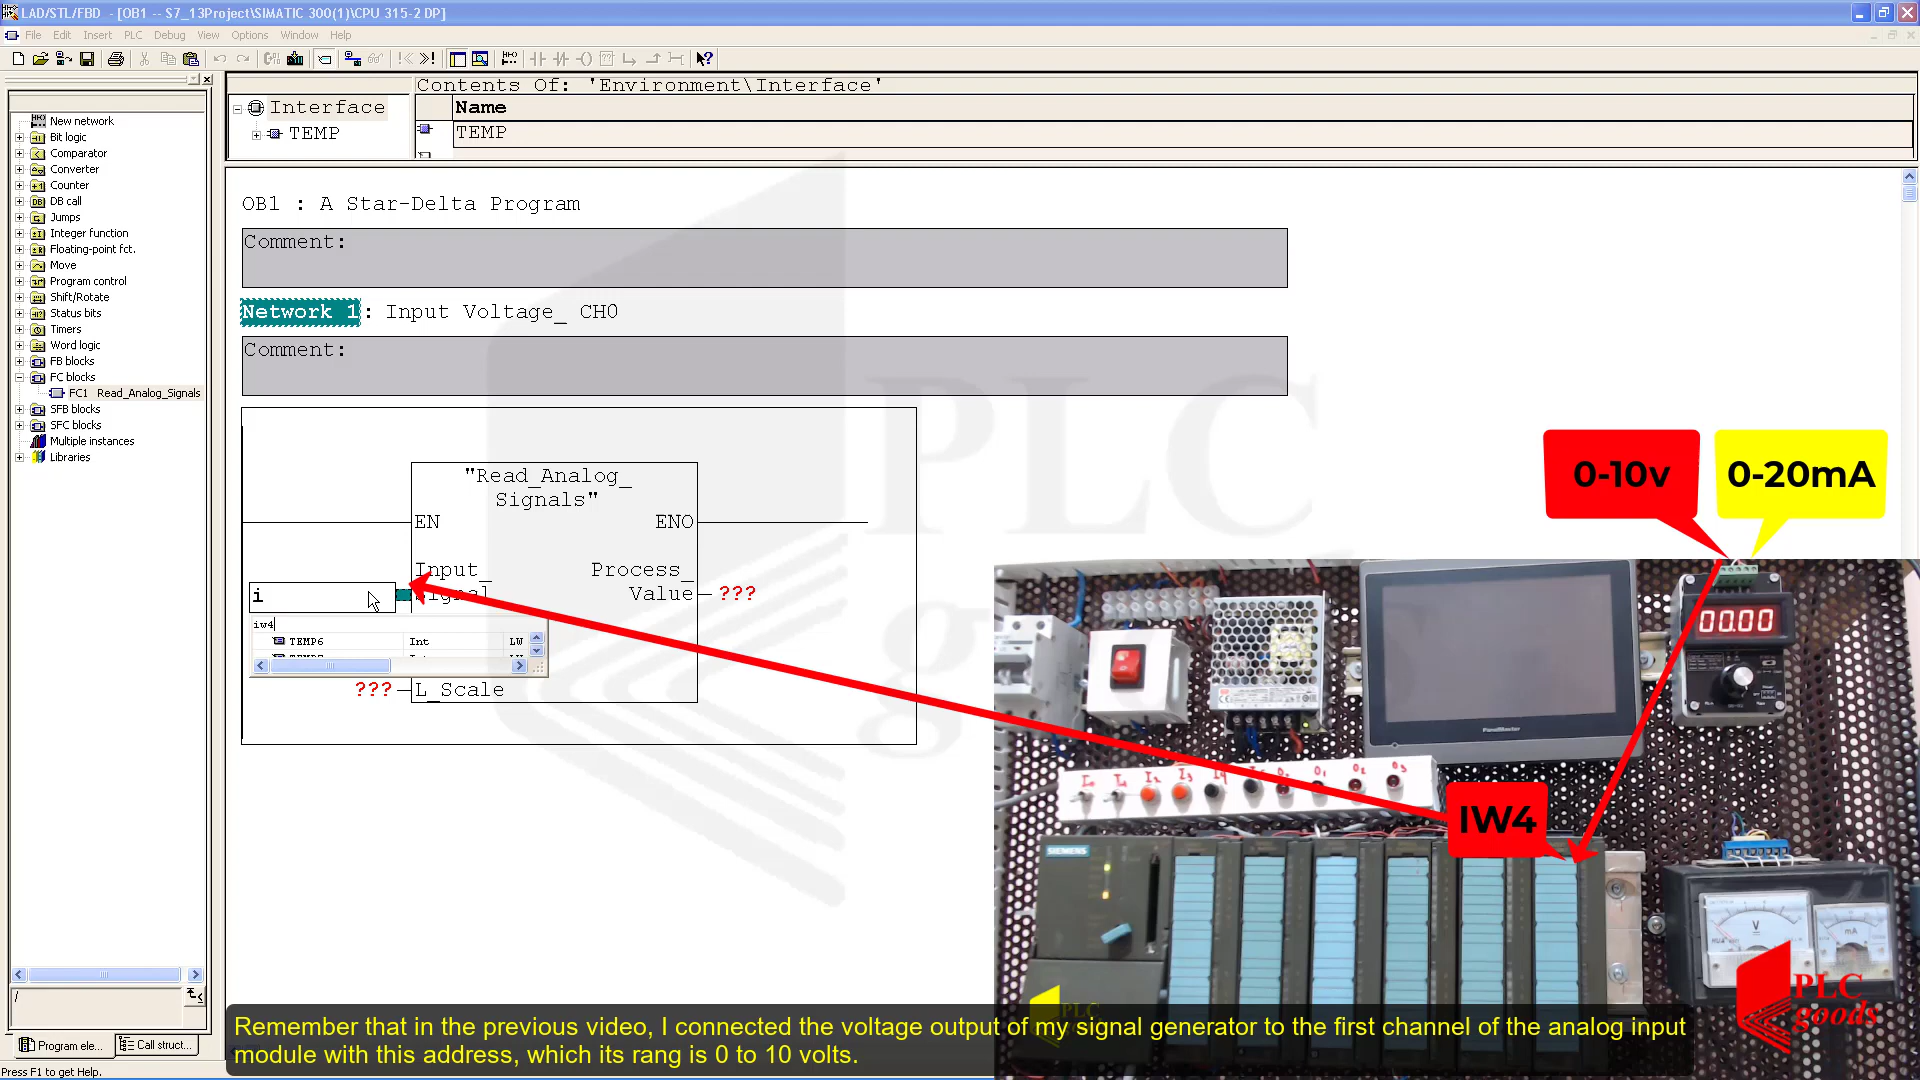 LAD/STL/FBD - [OB1 -- S7_13Project\SIMATIC 300(1)\CPU 315-2 DP]
File Edit Insert PLC Debug View Options Window Help
Contents Of: 'Environment\Interface'
Interface
TEMP
Name
TEMP
New network
Bit logic
Comparator
Converter
Counter
DB call
Jumps
Integer function
Floating-point fct.
Move
Program control
Shift/Rotate
Status bits
Timers
Word logic
FB blocks
FC blocks
FC1 Read_Analog_Signals
SFB blocks
SFC blocks
Multiple instances
Libraries
OB1 : A Star-Delta Program
Comment:
Network 1: Input Voltage_ CH0
Comment:
"Read_Analog_
Signals"
EN ENO
Input_ Process_
Signal Value ???
i
iw4
TEMP6 Int LW
??? L_Scale
0-10v 0-20mA
00.00
IW4
SIEMENS
PLC
goods
PLC
goods
Remember that in the previous video, I connected the voltage output of my signal generator to the first channel of the analog input
module with this address, which its rang is 0 to 10 volts.
Program ele... Call struct...
Press F1 to get Help.